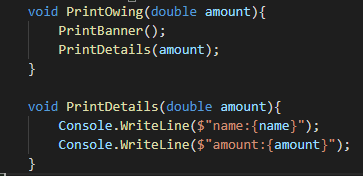 void PrintOwing(double amount){
    PrintBanner();
    PrintDetails(amount);
}

void PrintDetails(double amount){
    Console.WriteLine($"name:{name}");
    Console.WriteLine($"amount:{amount}");
}